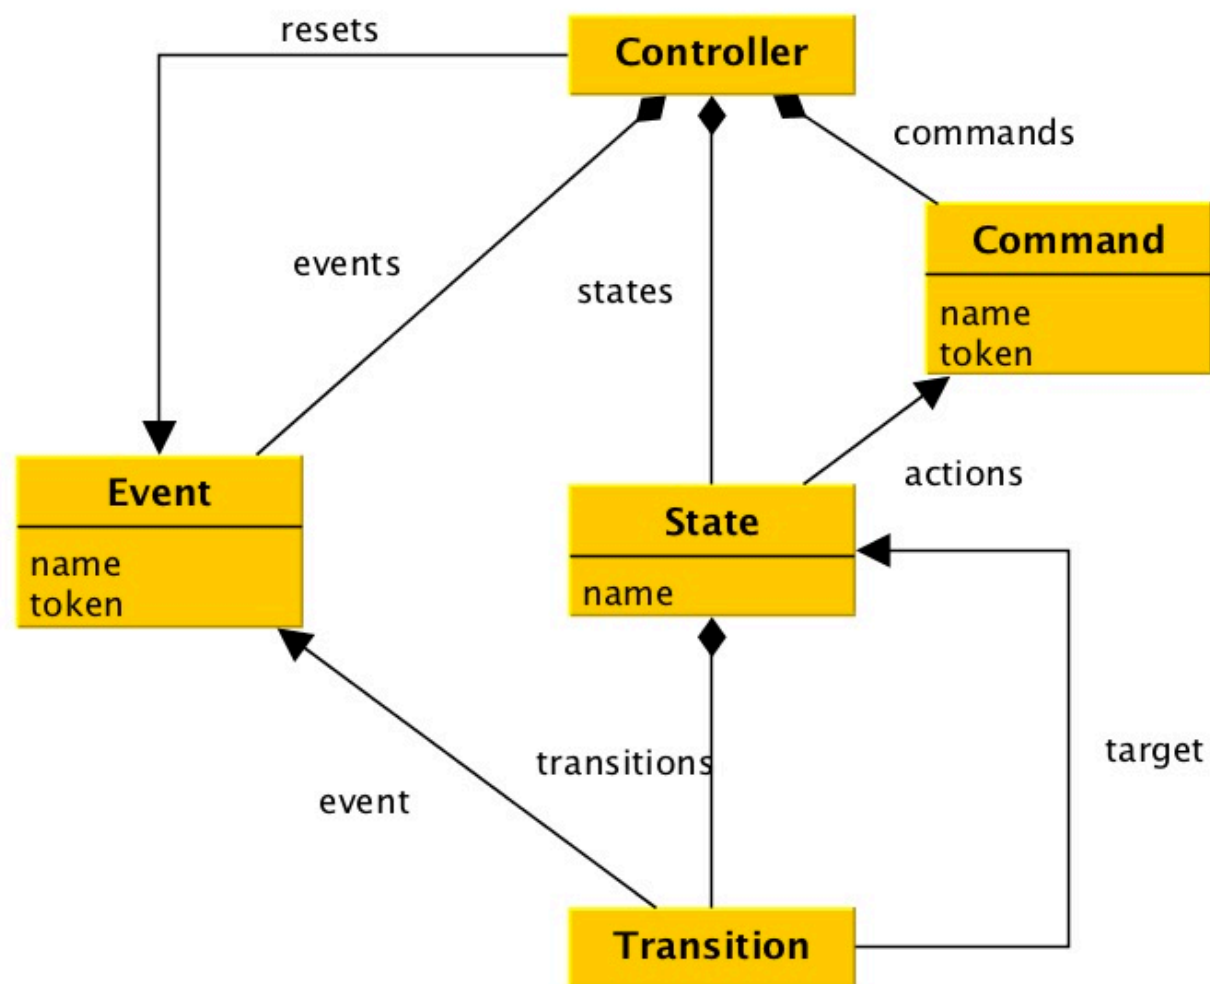 resets
Controller
commands
Command
name
token
events
states
actions
Event
name
token
State
name
transitions
target
event
Transition